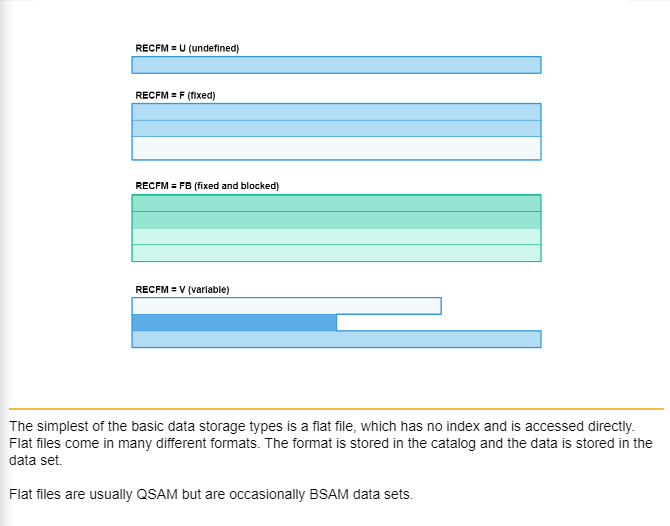 RECFM = U (undefined)
RECFM = F (fixed)
RECFM = FB (fixed and blocked)
RECFM = V (variable)
The simplest of the basic data storage types is a flat file, which has no index and is accessed directly.
Flat files come in many different formats. The format is stored in the catalog and the data is stored in the
data set.
Flat files are usually QSAM but are occasionally BSAM data sets.